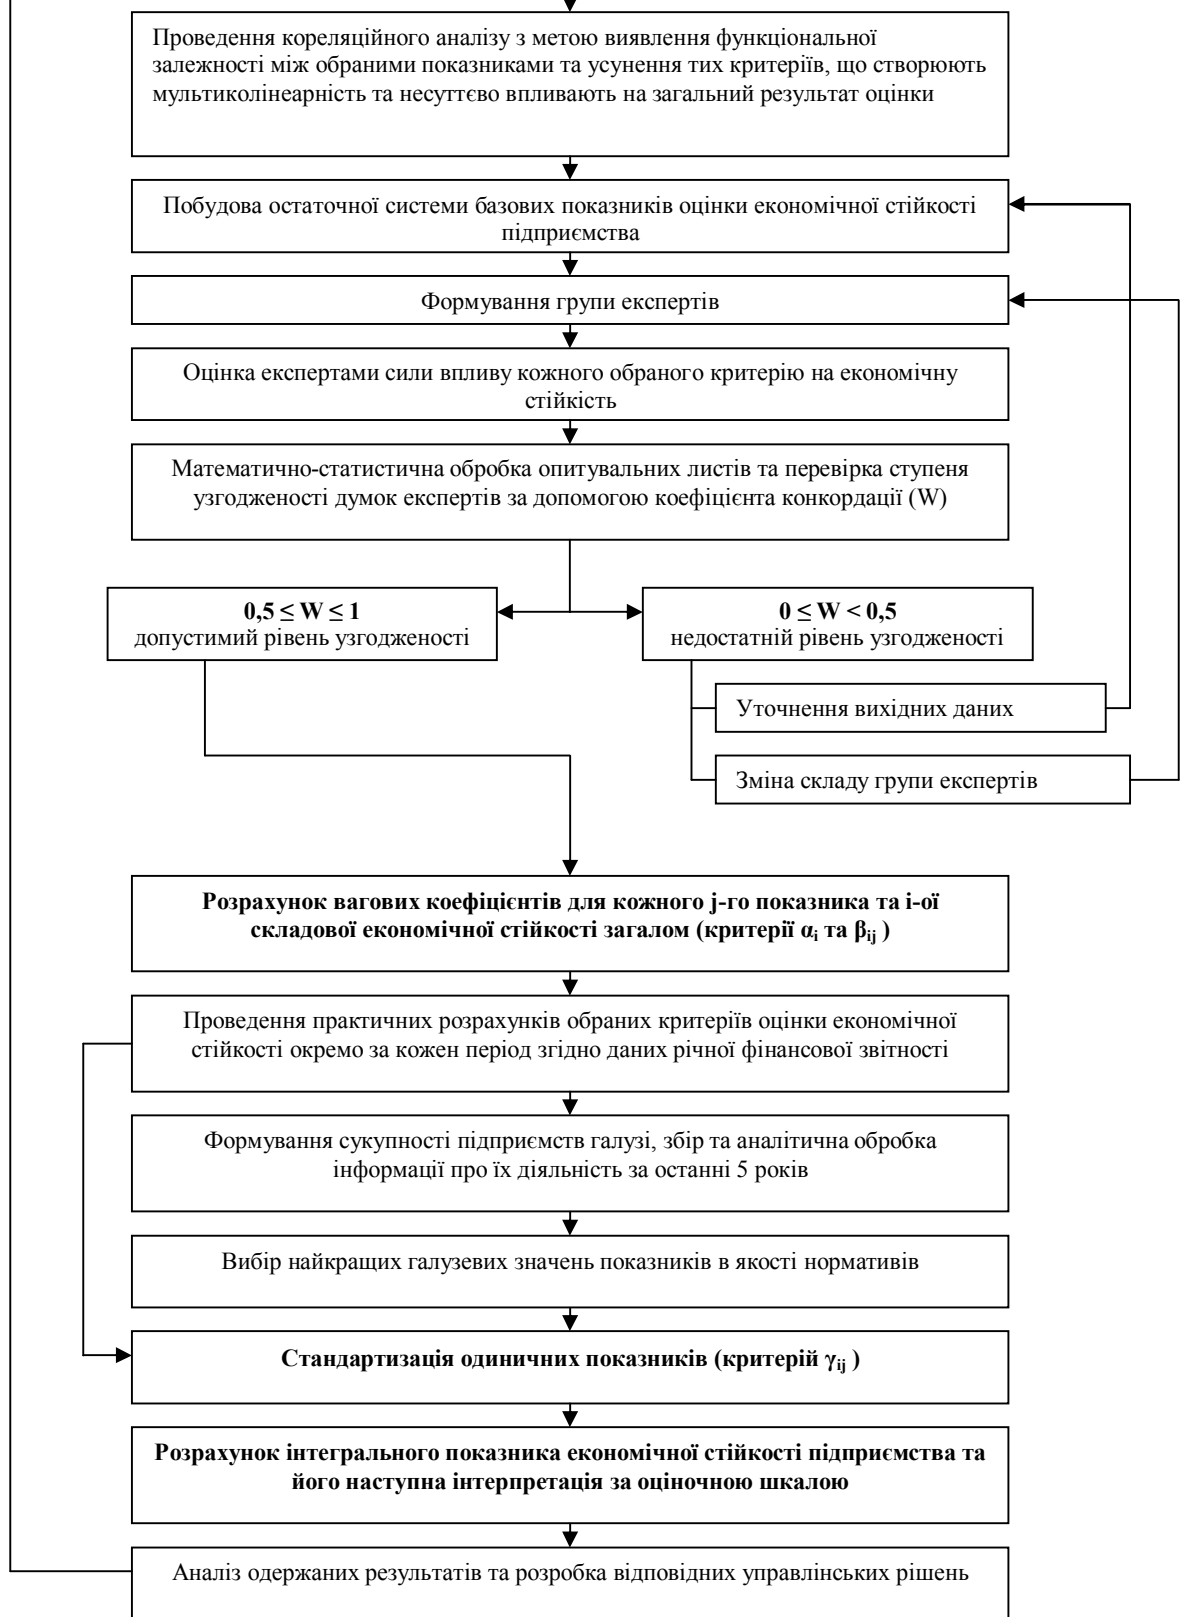 Проведення кореляційного аналізу з метою виявлення функціональної
залежності між обраними показниками та усунення тих критеріїв, що створюють
мультиколінеарність та несуттєво впливають на загальний результат оцінки
Побудова остаточної системи базових показників оцінки економічної стійкості
підприємства
Формування групи експертів
Оцінка експертами сили впливу кожного обраного критерію на економічну
стійкість
Математично-статистична обробка опитувальних листів та перевірка ступеня
узгодженості думок експертів за допомогою коефіцієнта конкордації (W)
0,5 ≤ W ≤ 1
допустимий рівень узгодженості
0 ≤ W < 0,5
недостатній рівень узгодженості
Уточнення вихідних даних
Зміна складу групи експертів
Розрахунок вагових коефіцієнтів для кожного j-го показника та і-ої
складової економічної стійкості загалом (критерії αᵢ та βᵢⱼ )
Проведення практичних розрахунків обраних критеріїв оцінки економічної
стійкості окремо за кожен період згідно даних річної фінансової звітності
Формування сукупності підприємств галузі, збір та аналітична обробка
інформації про їх діяльність за останні 5 років
Вибір найкращих галузевих значень показників в якості нормативів
Стандартизація одиничних показників (критерій γᵢⱼ )
Розрахунок інтегрального показника економічної стійкості підприємства та
його наступна інтерпретація за оціночною шкалою
Аналіз одержаних результатів та розробка відповідних управлінських рішень